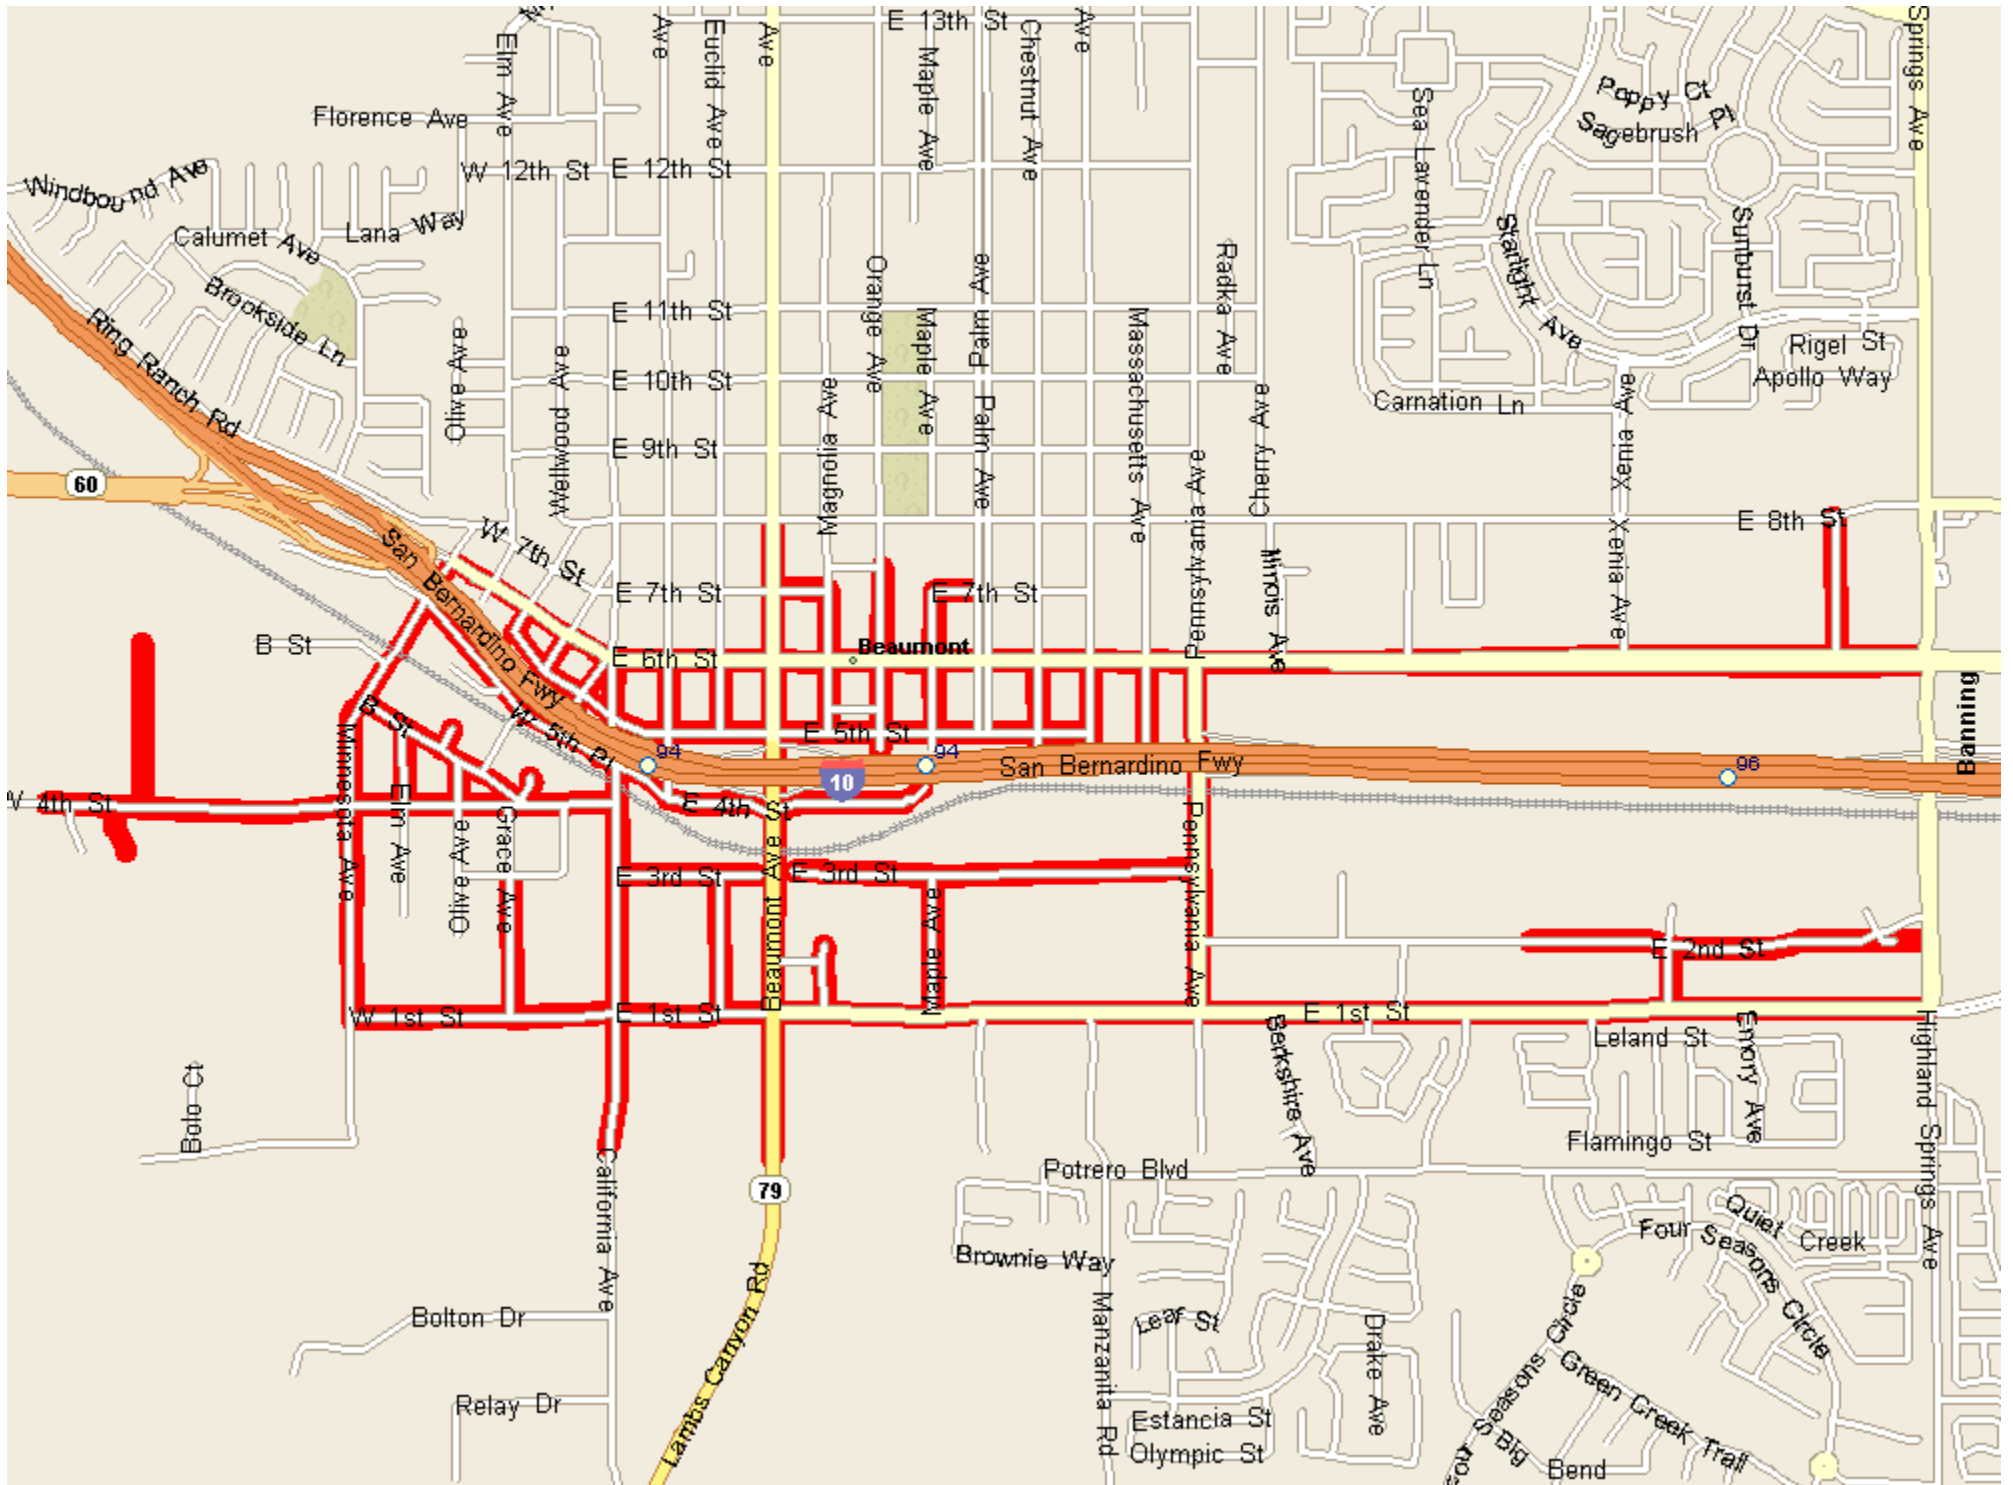 E 13th St
Springs Ave
Elm Ave
Ave
Euclid Ave
Ave
Maple Ave
Chestnut Ave
Ave
Poppy Ct
Sagebrush Pl
Florence Ave
Sea Lavender Ln
W 12th St
E 12th St
Windbound Ave
Lana Way
Calumet Ave
Starlight Ave
Sunburst Dr
Orange Ave
Palm Ave
Radka Ave
Brookside Ln
E 11th St
Maple Ave
Palm Ave
Massachusetts Ave
Ring Ranch Rd
Olive Ave
Wellwood Ave
Rigel St
E 10th St
Magnolia Ave
Cherry Ave
Apollo Way
Carnation Ln
Xenia Ave
Palm Ave
E 9th St
Pennsylvania Ave
60
W 7th St
E 8th St
Xenia Ave
San Bernardino Fwy
Illinois Ave
E 7th St
E 7th St
B St
E 6th St
Beaumont
Banning
B St
W 5th Pl
E 5th St
Minnesota Ave
94
94
San Bernardino Fwy
96
10
W 4th St
Elm Ave
Olive Ave
Grace Ave
E 4th St
Pennsylvania Ave
Beaumont Ave
E 3rd St
E 3rd St
Maple Ave
E 2nd St
W 1st St
E 1st St
E 1st St
Highland Springs Ave
Berkshire Ave
Leland St
Emory Ave
Bolo Ct
Flamingo St
California Ave
Potrero Blvd
79
Quiet Creek
Four Seasons Circle
Brownie Way
Lambs Canyon Rd
Manzanita Rd
Bolton Dr
Leaf St
Drake Ave
Seasons Circle
Green Creek Trail
Relay Dr
Estancia St
Olympic St
Big Bend